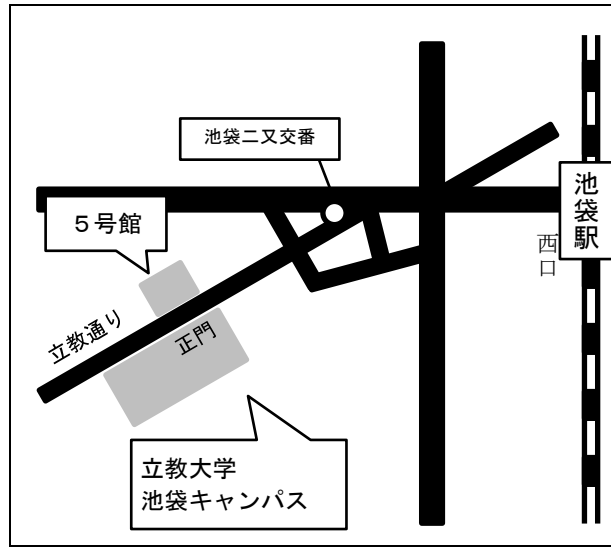 池袋二又交番
池袋駅
西口
５号館
立教通り
正門
立教大学
池袋キャンパス